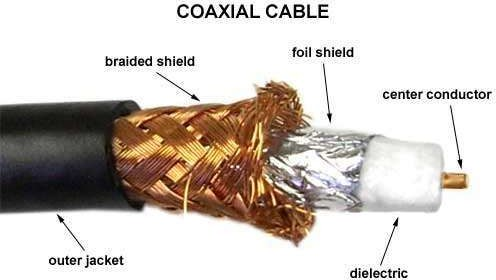 COAXIAL CABLE
foil shield
braided shield
center conductor
outer jacket
dielectric